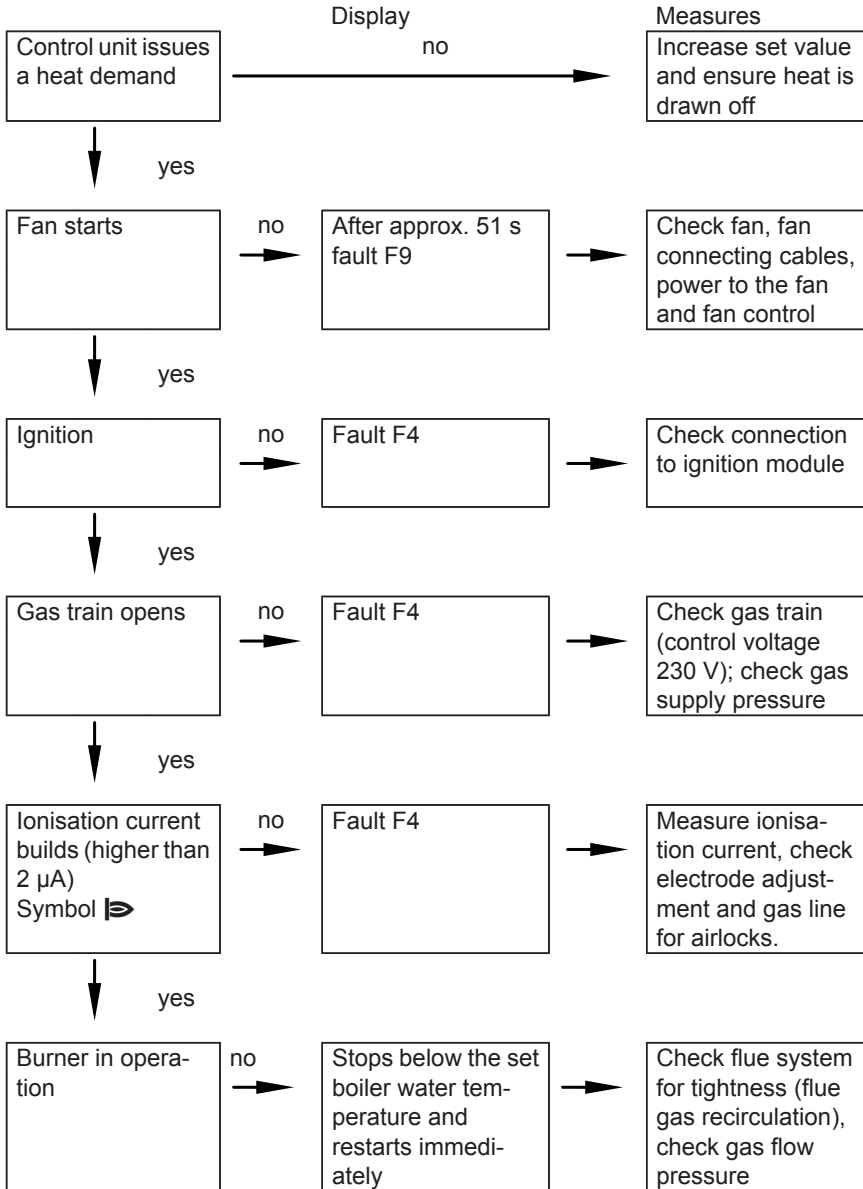 Display
Measures
Control unit issues
a heat demand
no
Increase set value
and ensure heat is
drawn off
yes
Fan starts
no
After approx. 51 s
fault F9
Check fan, fan
connecting cables,
power to the fan
and fan control
yes
Ignition
no
Fault F4
Check connection
to ignition module
yes
Gas train opens
no
Fault F4
Check gas train
(control voltage
230 V); check gas
supply pressure
yes
Ionisation current
builds (higher than
2 µA)
Symbol
no
Fault F4
Measure ionisa-
tion current, check
electrode adjust-
ment and gas line
for airlocks.
yes
Burner in opera-
tion
no
Stops below the set
boiler water tem-
perature and
restarts immedi-
ately
Check flue system
for tightness (flue
gas recirculation),
check gas flow
pressure